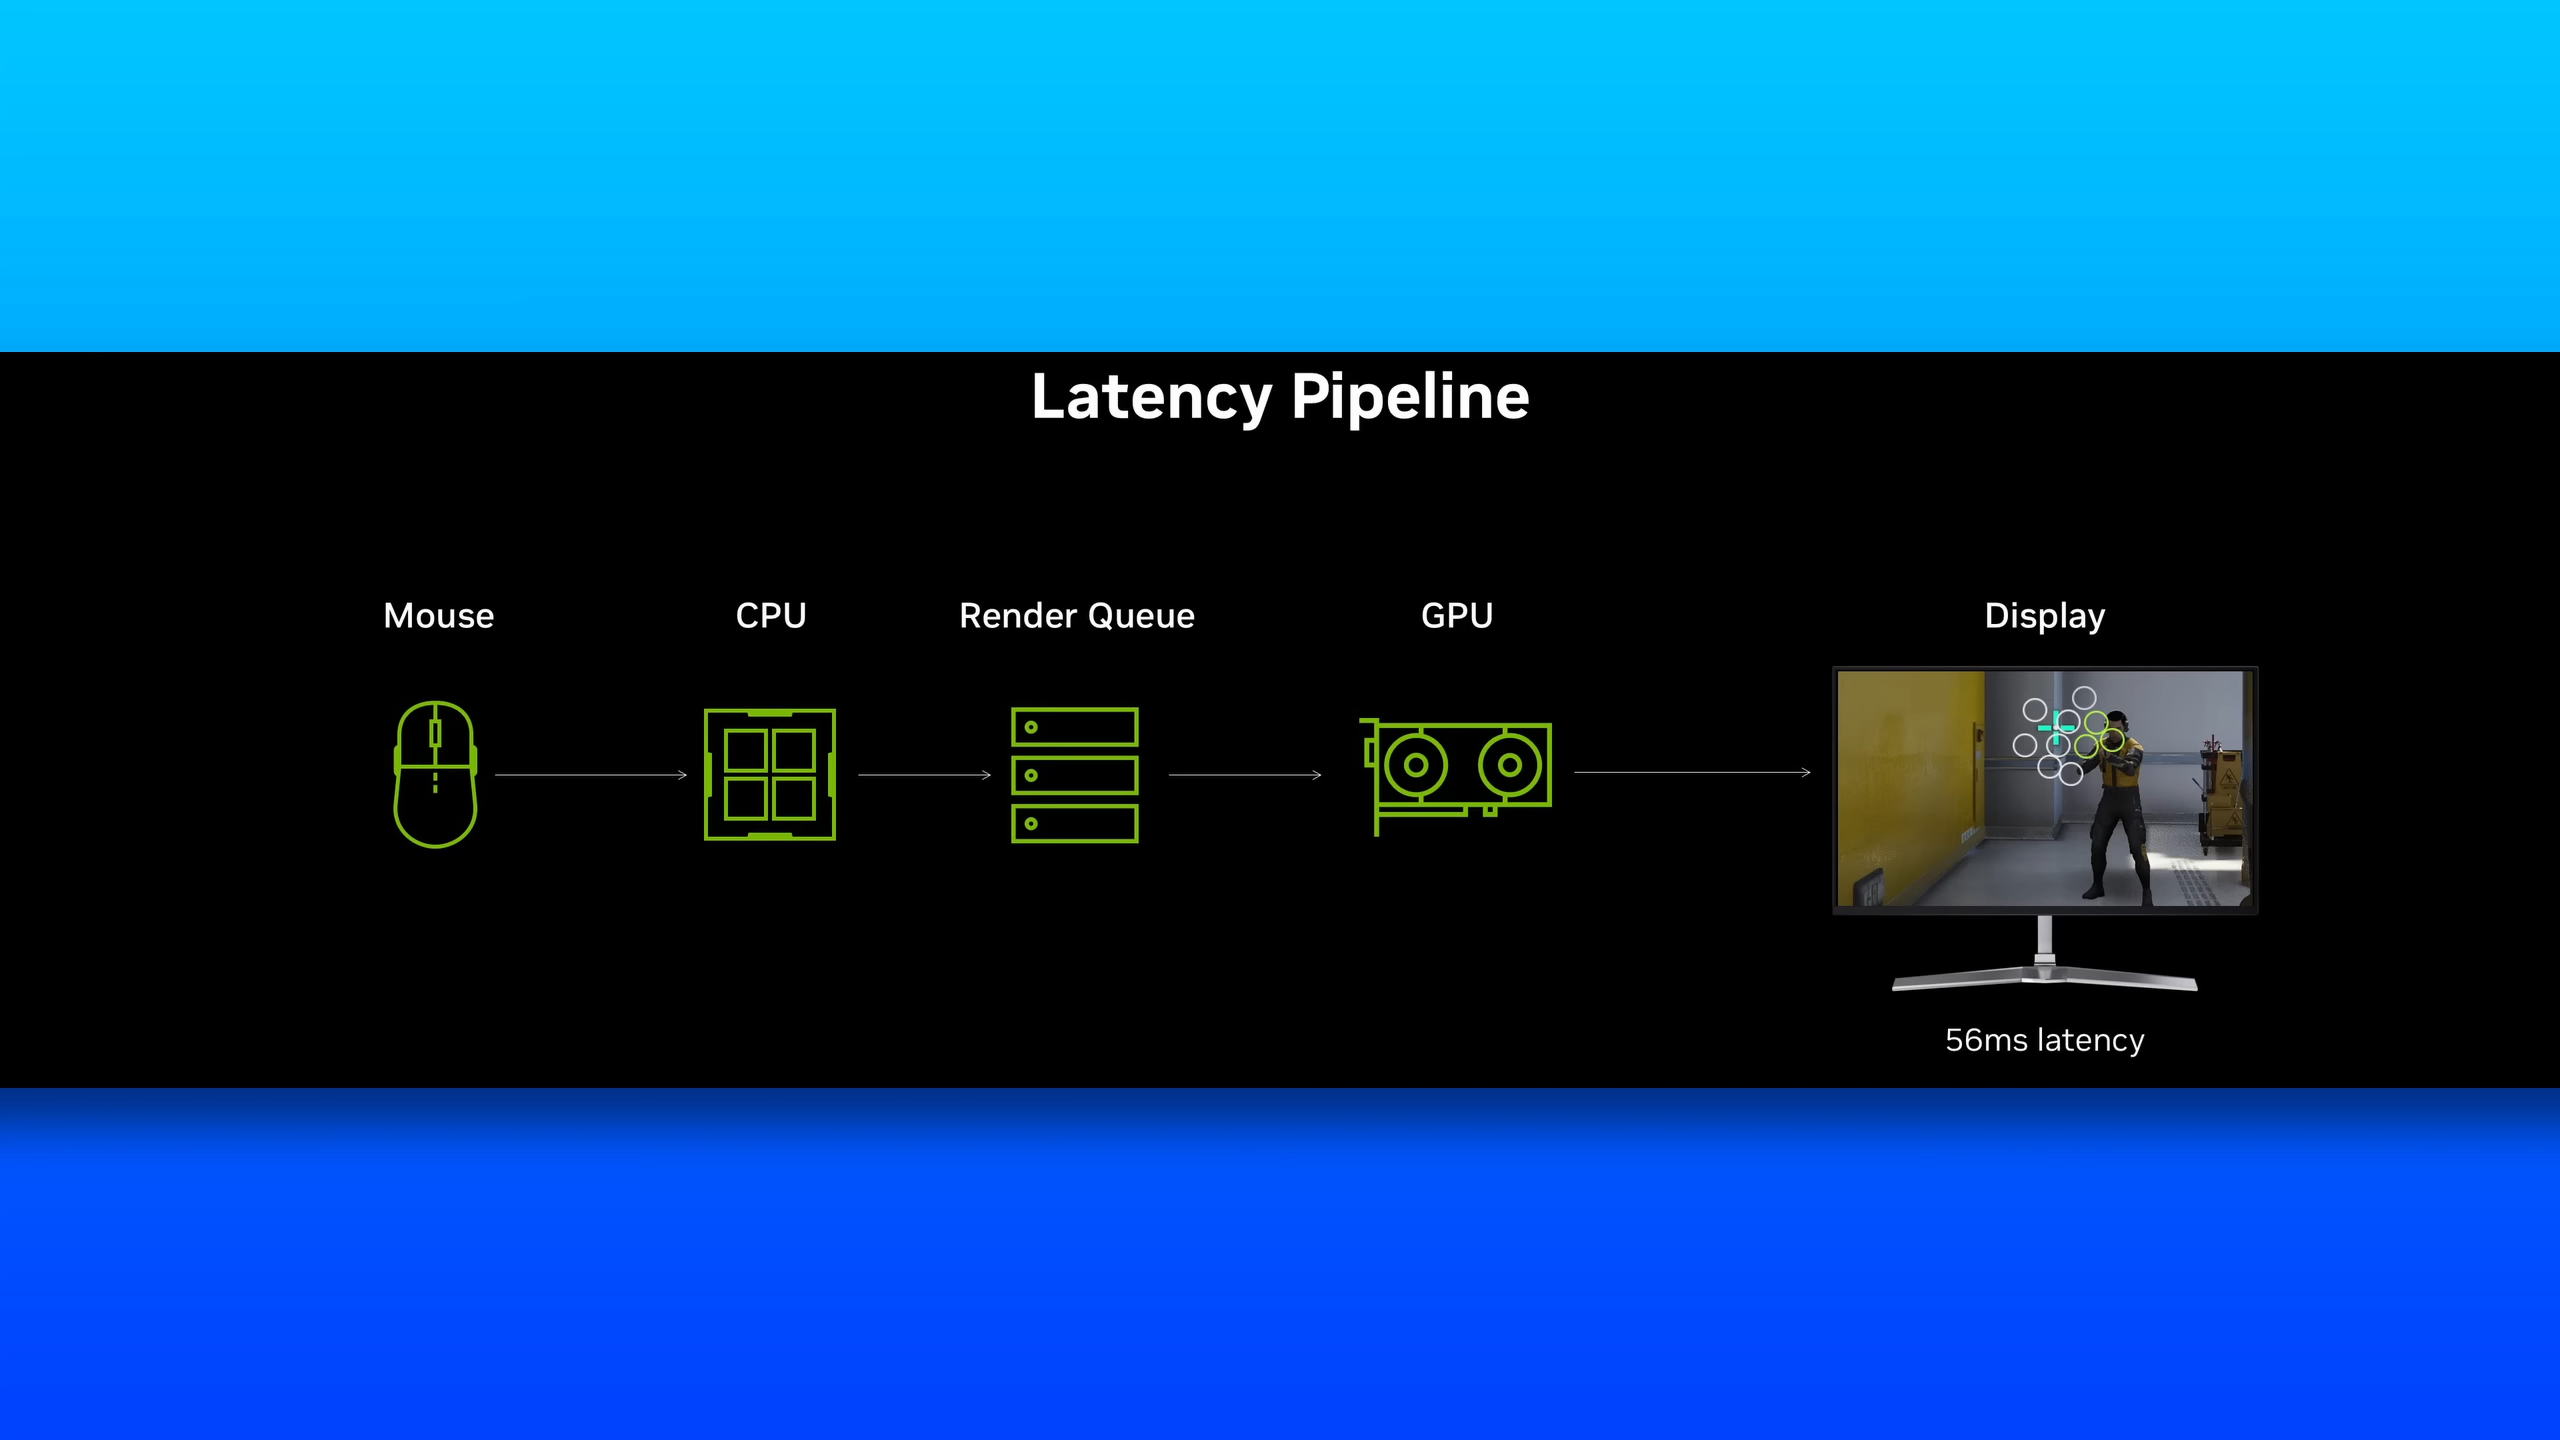 Latency Pipeline
Mouse
CPU
Render Queue
GPU
Display
56ms latency